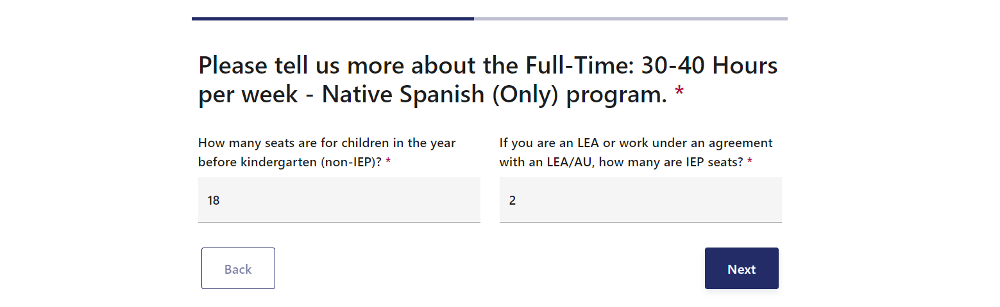 Please tell us more about the Full-Time: 30-40 Hours
per week - Native Spanish (Only) program. *
How many seats are for children in the year
before kindergarten (non-IEP)? *
18
If you are an LEA or work under an agreement
with an LEA/AU, how many are IEP seats? *
2
Back
Next